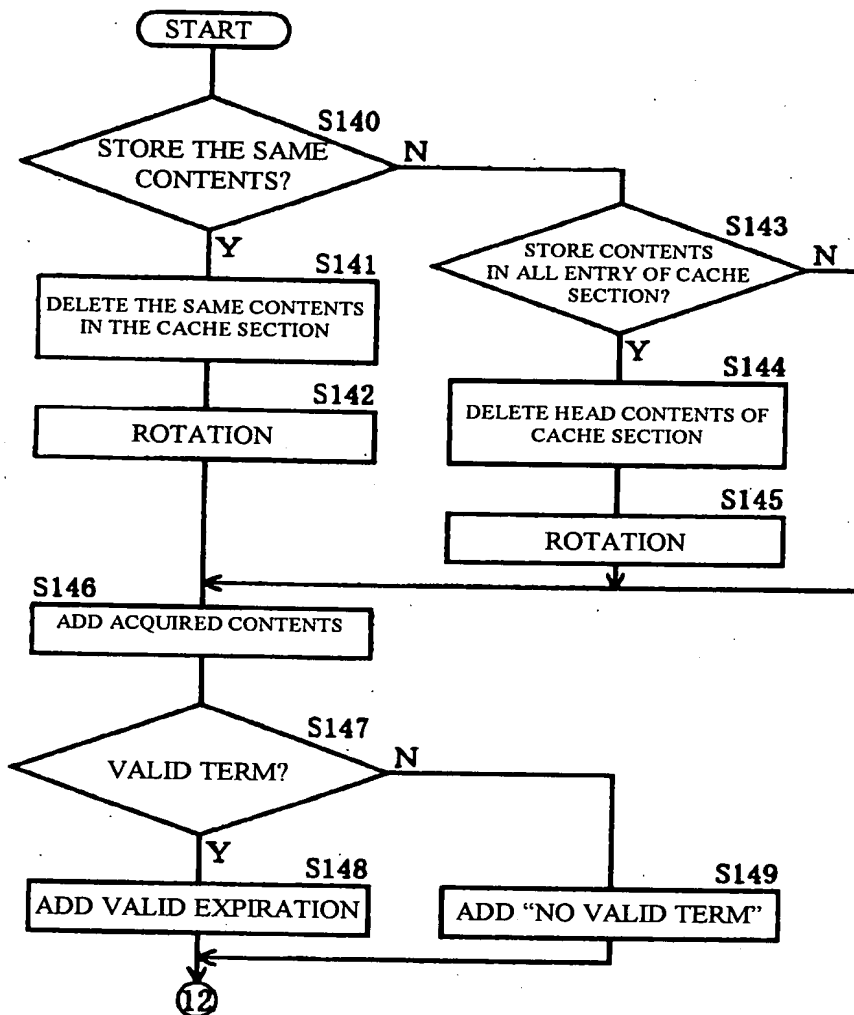 START
S140
STORE THE SAME
CONTENTS?
N
Y
S143
STORE CONTENTS
IN ALL ENTRY OF CACHE
SECTION?
N
Y
S141
DELETE THE SAME CONTENTS
IN THE CACHE SECTION
S142
ROTATION
S144
DELETE HEAD CONTENTS OF
CACHE SECTION
S145
ROTATION
S146
ADD ACQUIRED CONTENTS
S147
VALID TERM?
N
Y
S148
ADD VALID EXPIRATION
S149
ADD “NO VALID TERM”
12